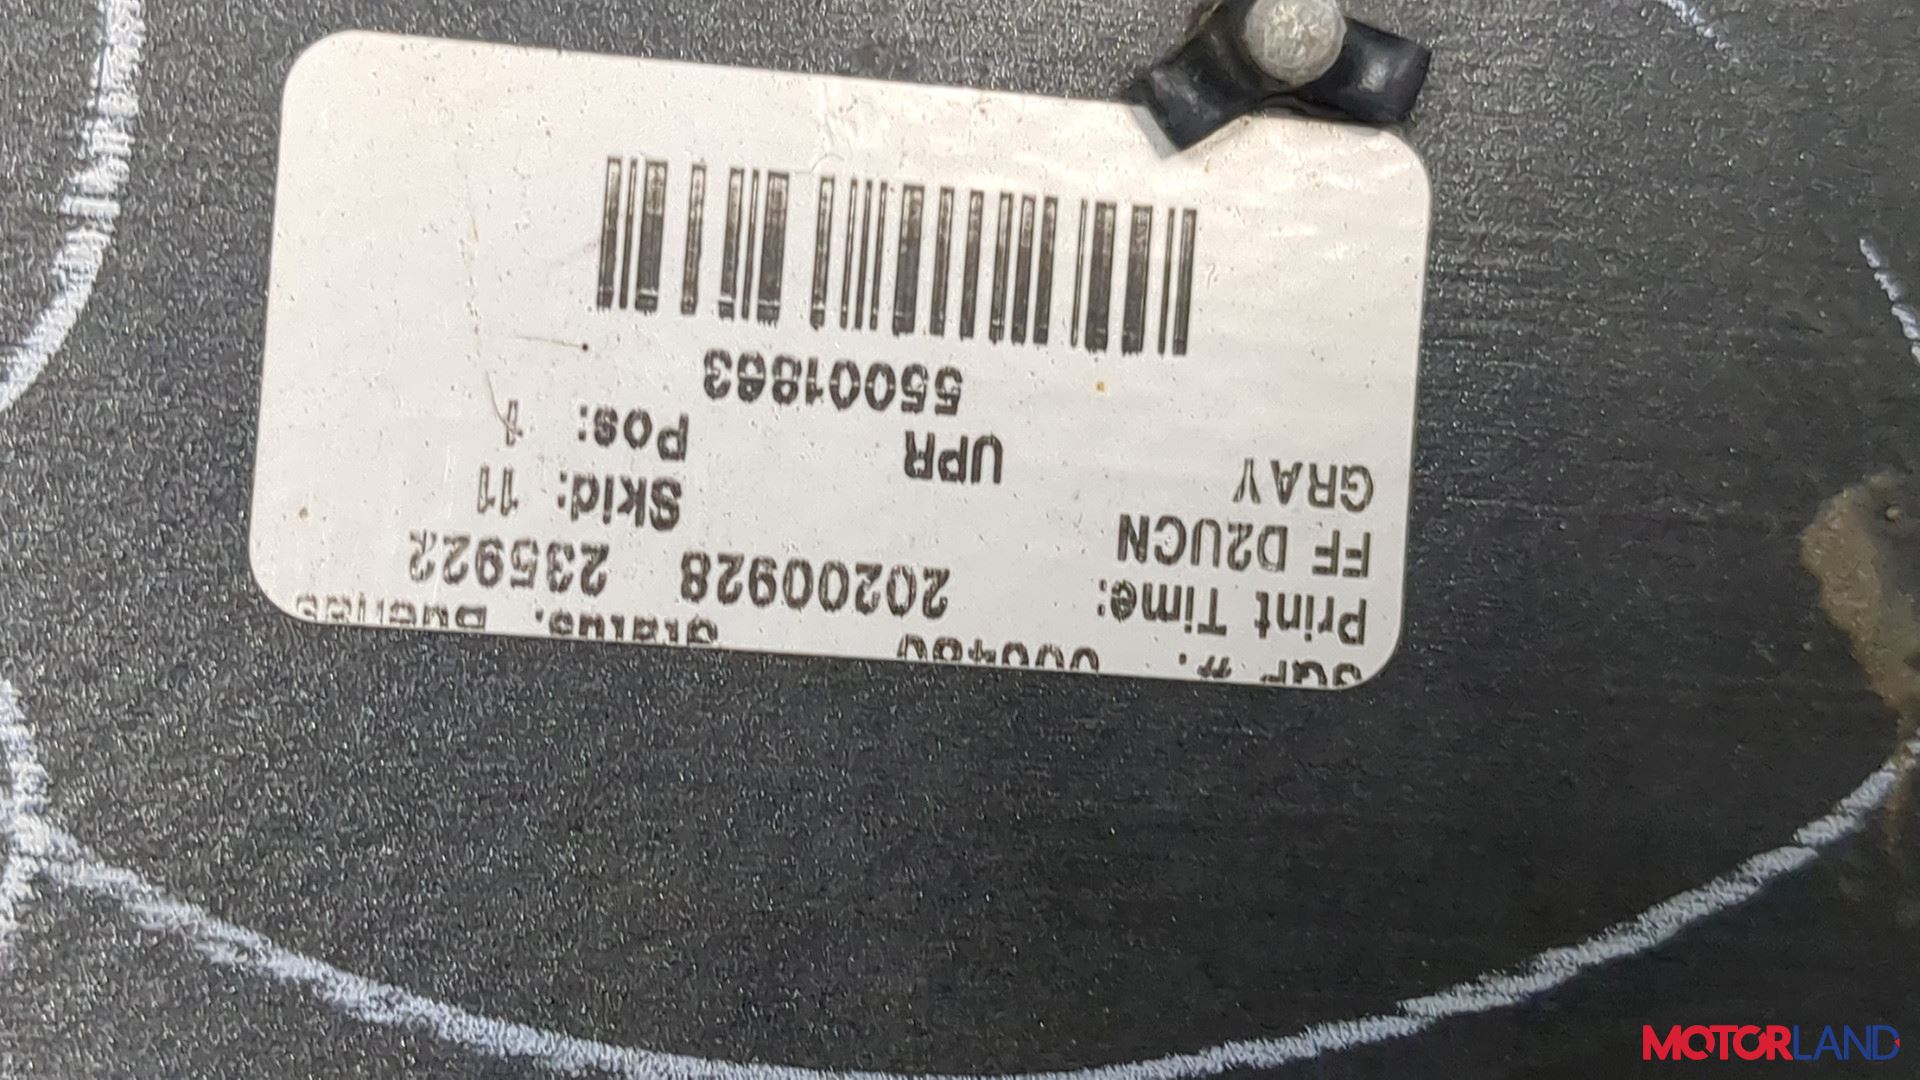 Print Time: 20200928 235922
FF D2UCN Skid: 11
GRAY UPR Pos: 1
55001863
MOTORLAND